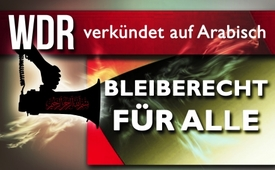 WDR verkündet auf Arabisch
BLEIBERECHT
FÜR ALLE